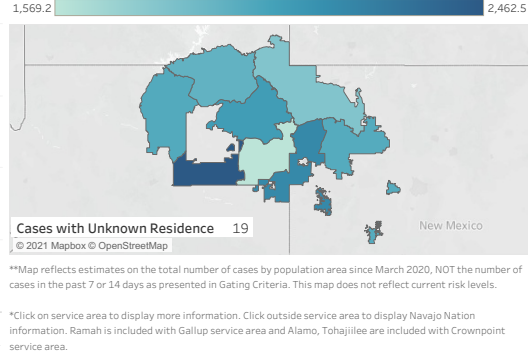 1,569.2 2,462.5
New Mexico
Cases with Unknown Residence 19
© 2021 Mapbox © OpenStreetMap
**Map reflects estimates on the total number of cases by population area since March 2020, NOT the number of
cases in the past 7 or 14 days as presented in Gating Criteria. This map does not reflect current risk levels.
*Click on service area to display more information. Click outside service area to display Navajo Nation
information. Ramah is included with Gallup service area and Alamo, Tohajiilee are included with Crownpoint
service area.